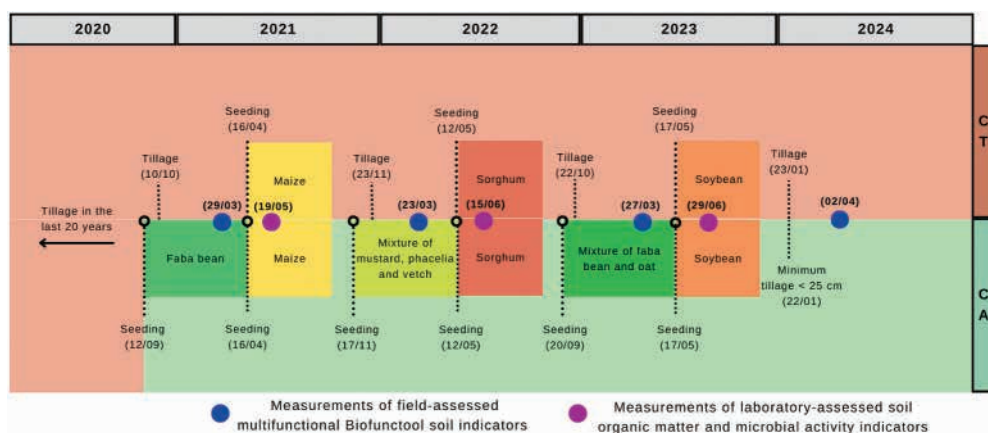 2020 2021 2022 2023 2024
Seeding
(16/04)
Seeding
(12/05)
Seeding
(17/05)
Tillage
(10/10)
Tillage
(23/11)
Tillage
(22/10)
Tillage
(23/01)
Maize
Sorghum
Soybean
C
T
(29/03) (19/05) (23/03) (15/06) (27/03) (29/06) (02/04)
Tillage in the
last 20 years
Faba bean
Maize
Mixture of
mustard, phacelia
and vetch
Sorghum
Mixture of faba
bean and oat
Soybean
Minimum
tillage < 25 cm
(22/01)
C
A
Seeding
(12/09)
Seeding
(16/04)
Seeding
(17/11)
Seeding
(12/05)
Seeding
(20/09)
Seeding
(17/05)
Measurements of field-assessed
multifunctional Biofunctool soil indicators
Measurements of laboratory-assessed soil
organic matter and microbial activity indicators